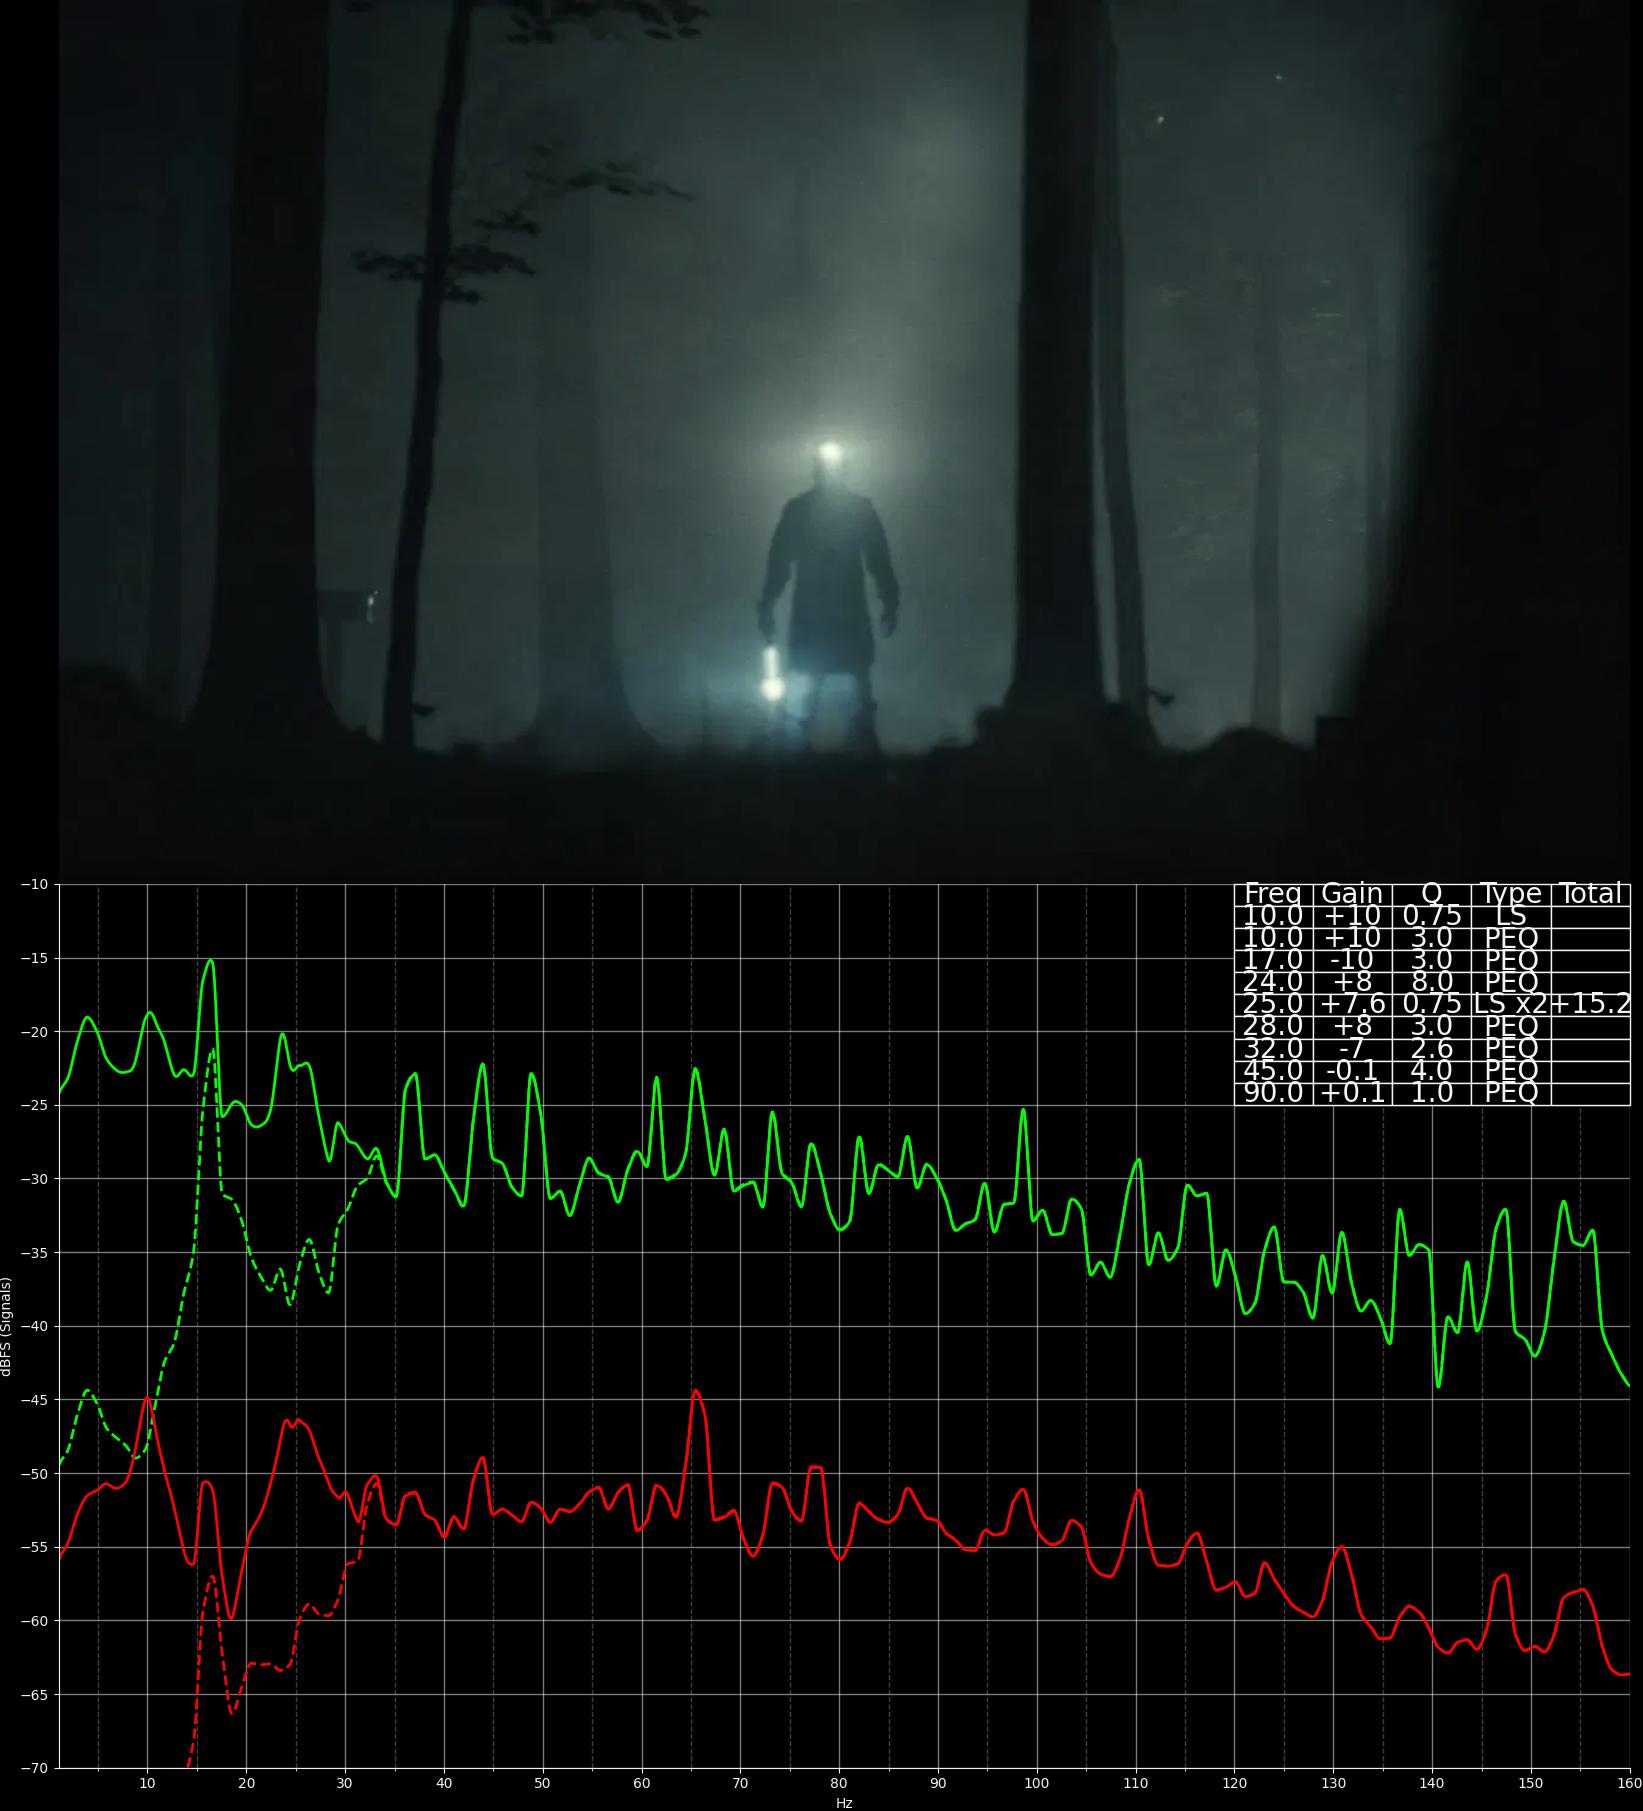 Freq Gain Q Type Total
10.0 +10 0.75 LS
10.0 +10 3.0 PEQ
17.0 -10 3.0 PEQ
24.0 +8 8.0 PEQ
25.0 +7.6 0.75 LS x2 +15.2
28.0 +8 3.0 PEQ
32.0 -7 2.6 PEQ
45.0 -0.1 4.0 PEQ
90.0 +0.1 1.0 PEQ
−10
−15
−20
−25
−30
−35
−40
−45
−50
−55
−60
−65
−70
dBFS (Signals)
10 20 30 40 50 60 70 80 90 100 110 120 130 140 150 160
Hz